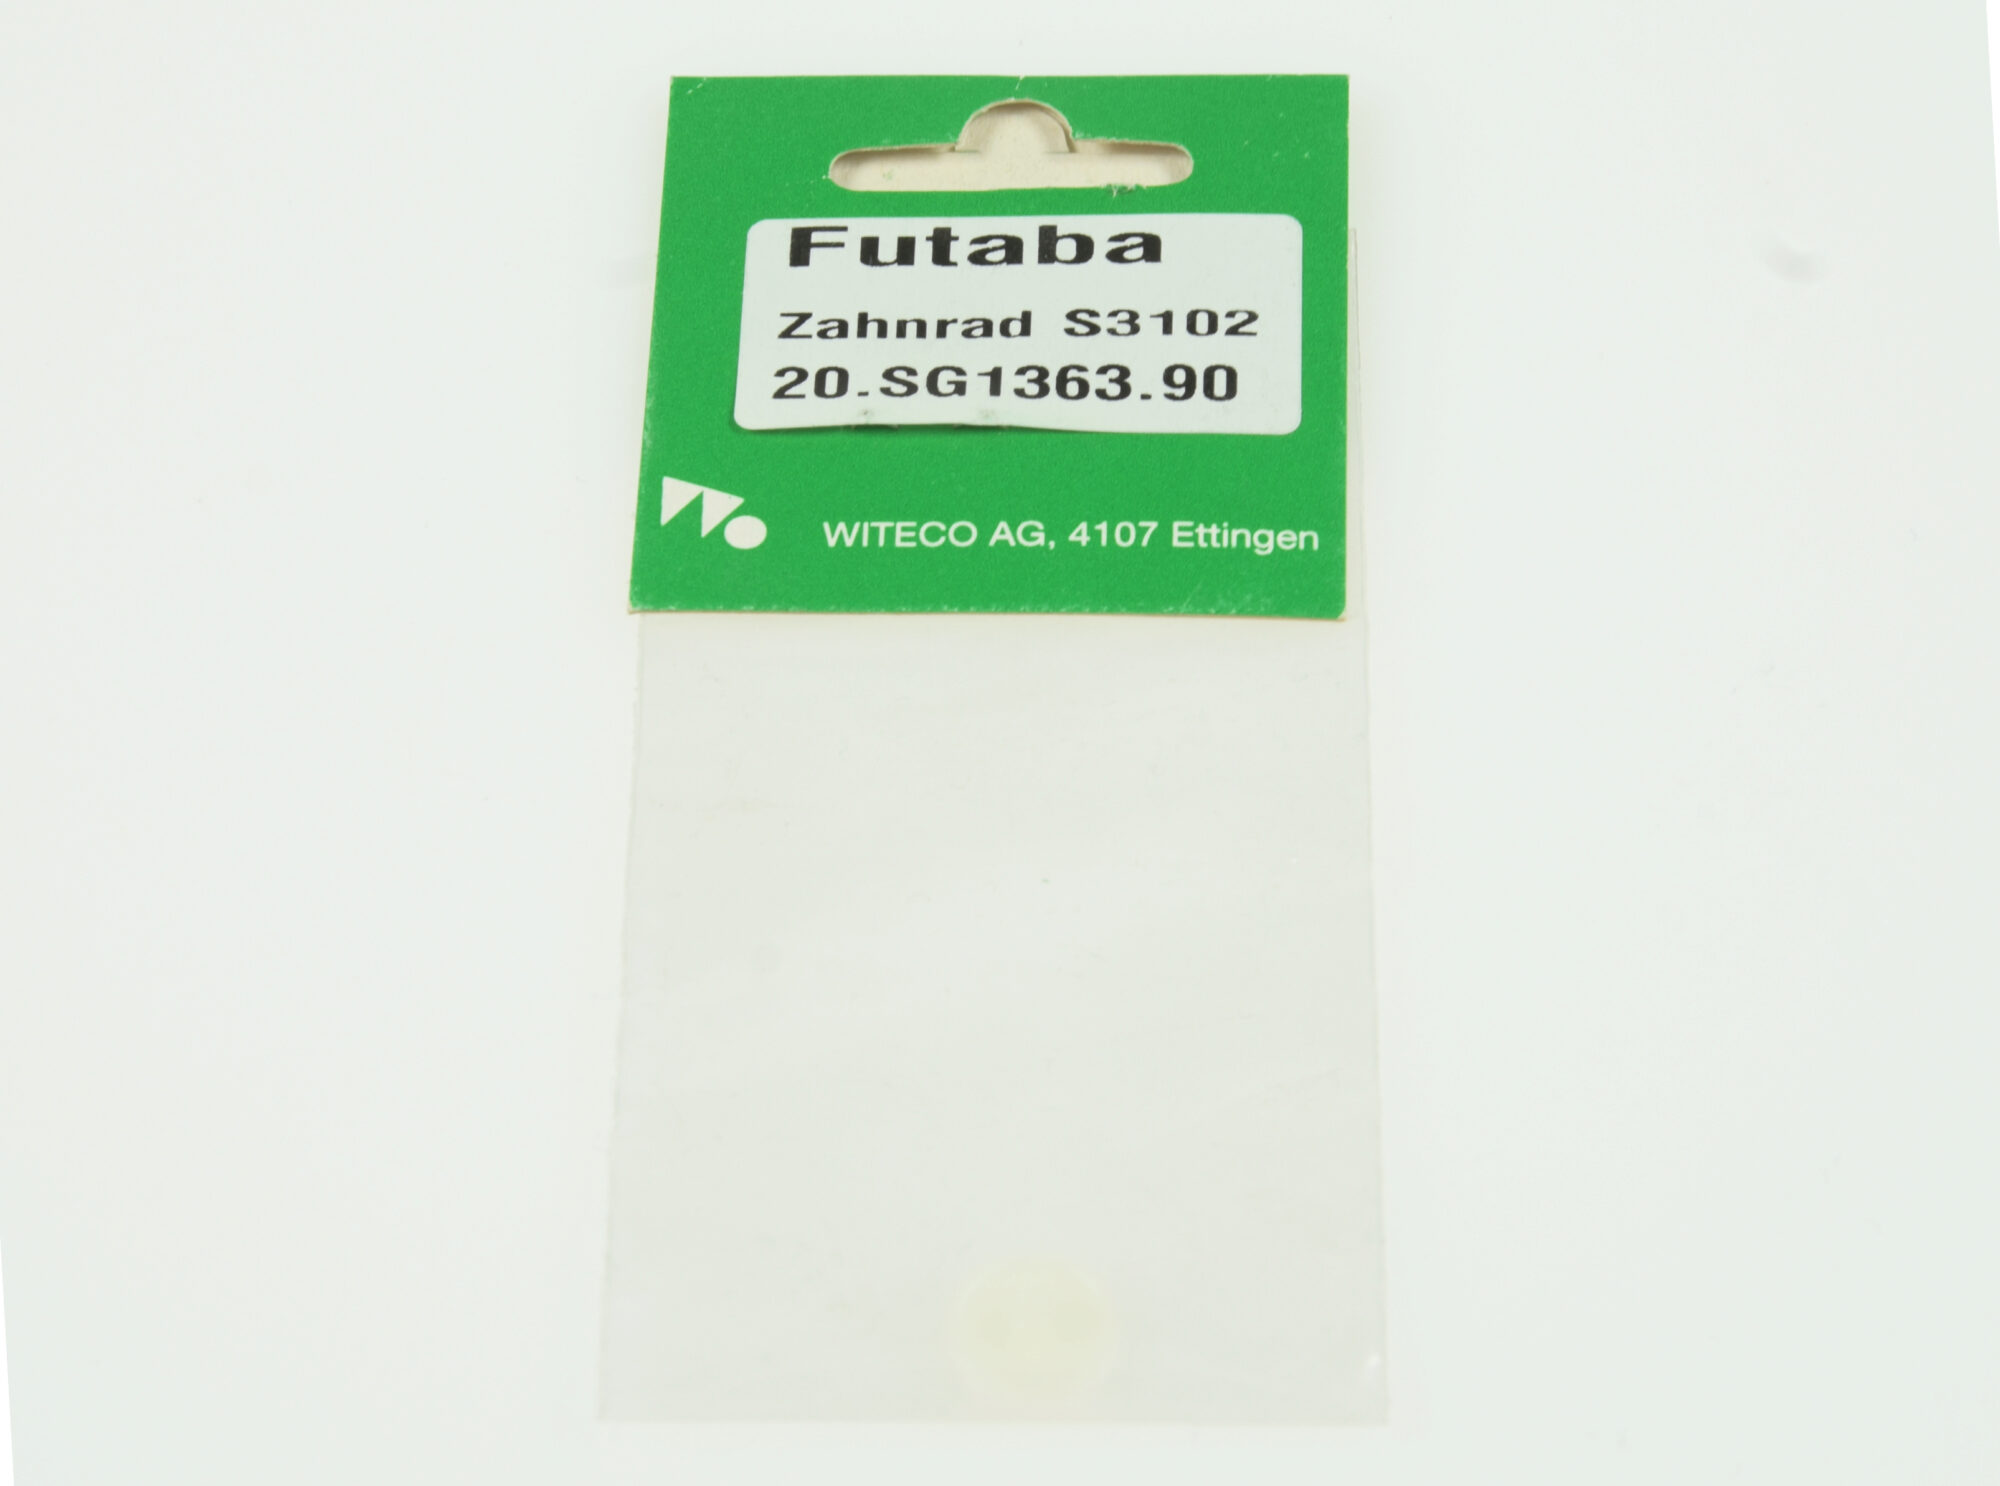 Futaba
Zahnrad S3102
20.SG1363.90
WITECO AG, 4107 Ettingen